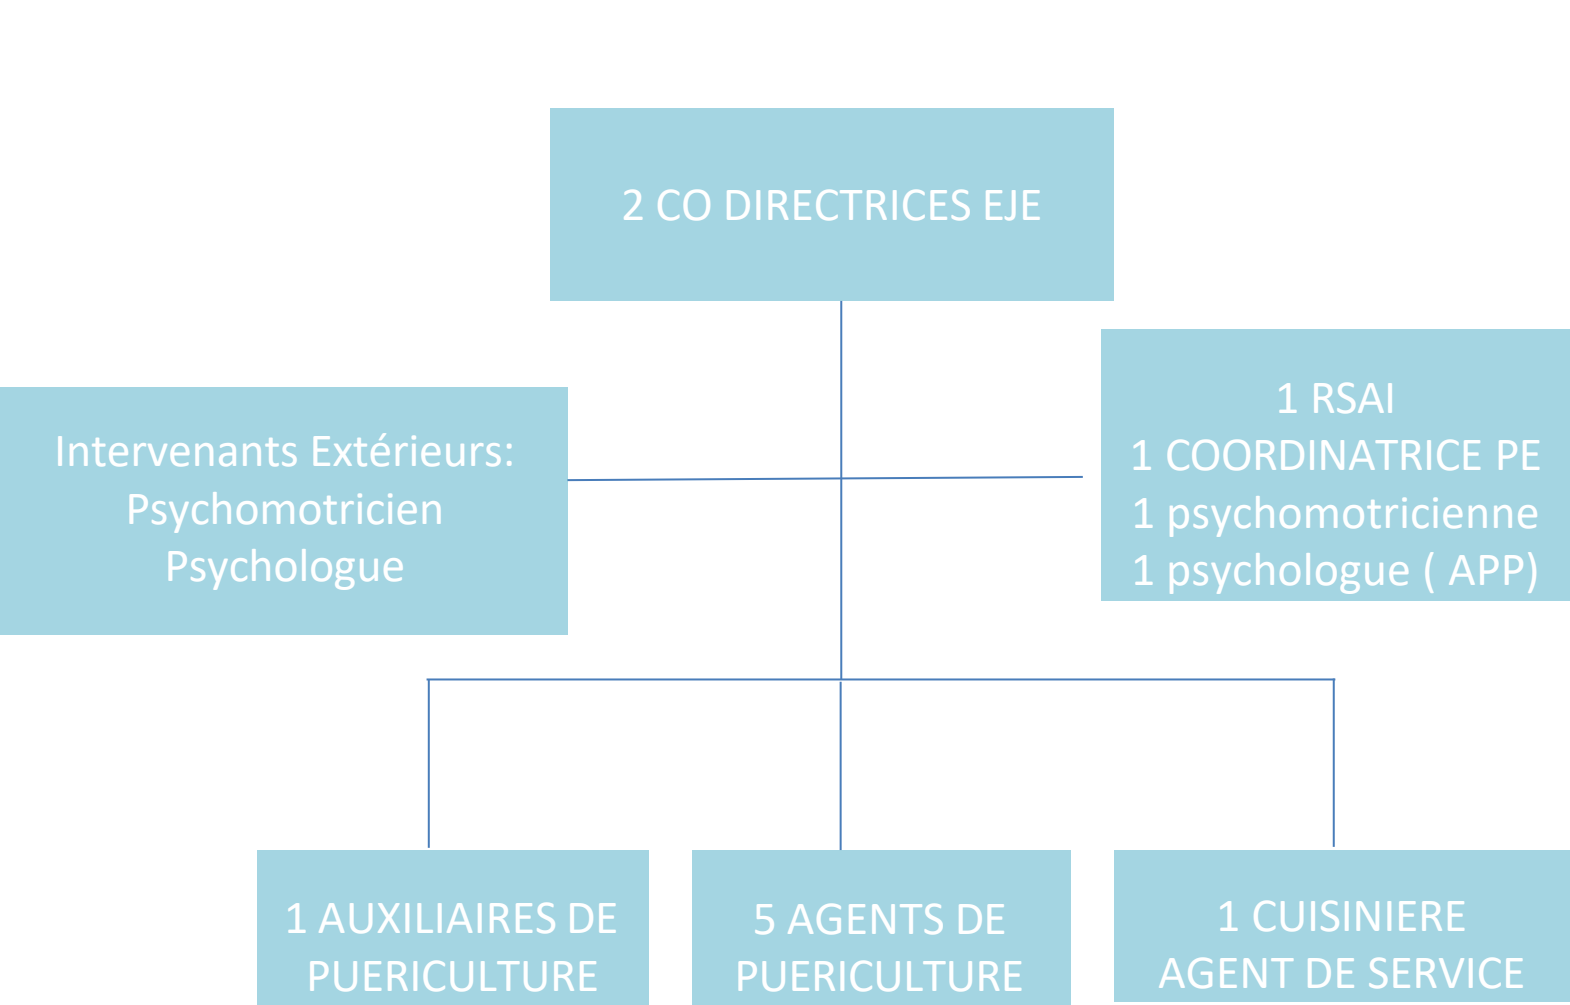 2 CO DIRECTRICES EJE
Intervenants Extérieurs:
Psychomotricien
Psychologue
1 RSAI
1 COORDINATRICE PE
1 psychomotricienne
1 psychologue ( APP)
1 AUXILIAIRES DE
PUERICULTURE
5 AGENTS DE
PUERICULTURE
1 CUISINIERE
AGENT DE SERVICE